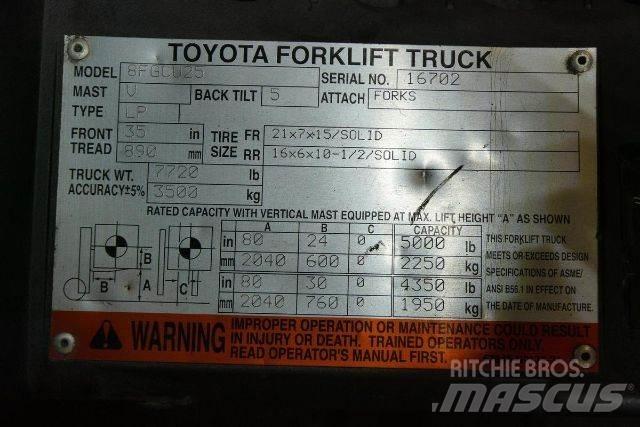 TOYOTA FORKLIFT TRUCK
MODEL 8FGCU25 SERIAL NO. 16702
MAST V BACK TILT 5 ATTACH FORKS
TYPE LP
FRONT 35 in TIRE FR 21x7x15/SOLID
TREAD 890 mm SIZE RR 16x6x10-1/2/SOLID
TRUCK WT. 7720 lb
ACCURACY±5% 3500 kg
RATED CAPACITY WITH VERTICAL MAST EQUIPPED AT MAX. LIFT HEIGHT "A" AS SHOWN
A B C CAPACITY
in 80 24 0 5000 lb THIS FORKLIFT TRUCK
mm 2040 600 0 2250 kg MEETS OR EXCEEDS DESIGN
SPECIFICATIONS OF ASME/
in 80 30 0 4350 lb ANSI B56.1 IN EFFECT ON
mm 2040 760 0 1950 kg THE DATE OF MANUFACTURE.
B
B A C
WARNING
IMPROPER OPERATION OR MAINTENANCE COULD RESULT
IN INJURY OR DEATH. TRAINED OPERATORS ONLY.
READ OPERATOR'S MANUAL FIRST.
RITCHIE BROS.
MASCUS